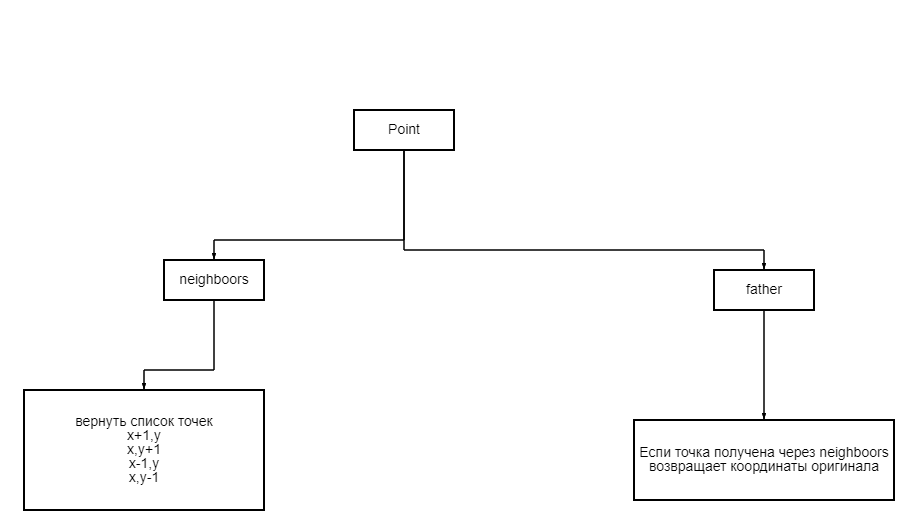 Point
neighboors
father
вернуть список точек
x+1,y
x,y+1
x-1,y
x,y-1
Если точка получена через neighboors
возвращает координаты оригинала